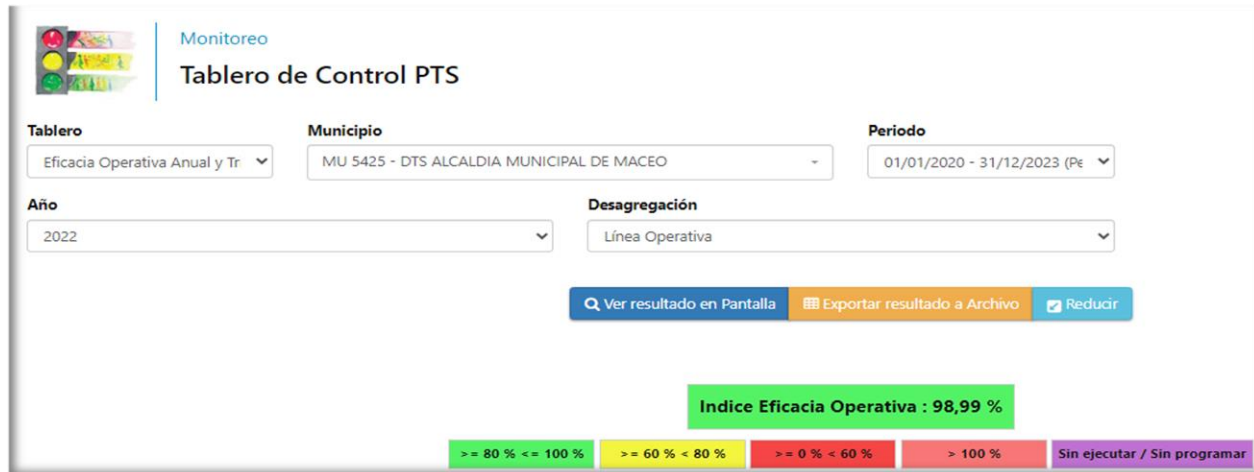 Monitoreo
Tablero de Control PTS
Tablero Municipio Periodo
Eficacia Operativa Anual y Tr MU 5425 - DTS ALCALDIA MUNICIPAL DE MACEO 01/01/2020 - 31/12/2023 (Pe
Año Desagregación
2022 Línea Operativa
Ver resultado en Pantalla Exportar resultado a Archivo Reducir
Indice Eficacia Operativa : 98,99 %
>= 80 % <= 100 % >= 60 % < 80 % >= 0 % < 60 % > 100 % Sin ejecutar / Sin programar